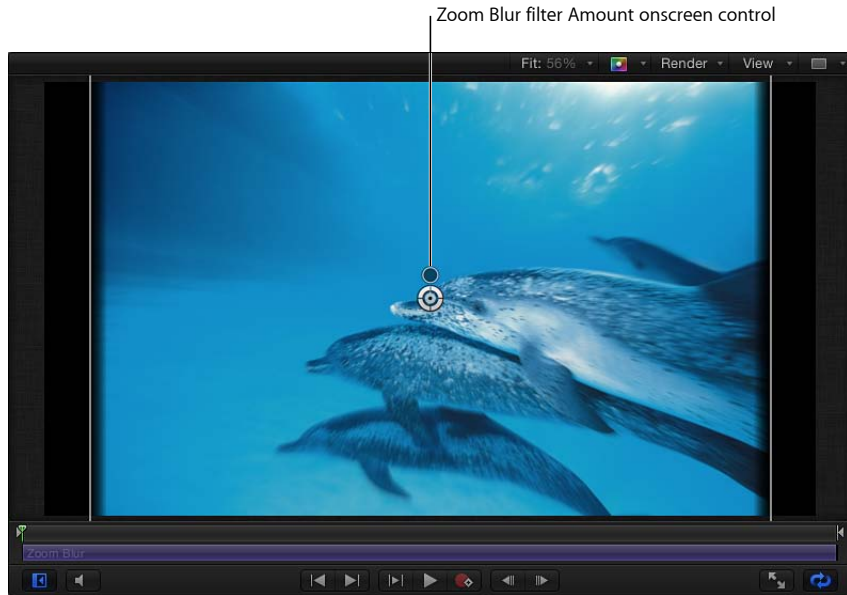 Zoom Blur filter Amount onscreen control
Fit: 56% Render View
Zoom Blur